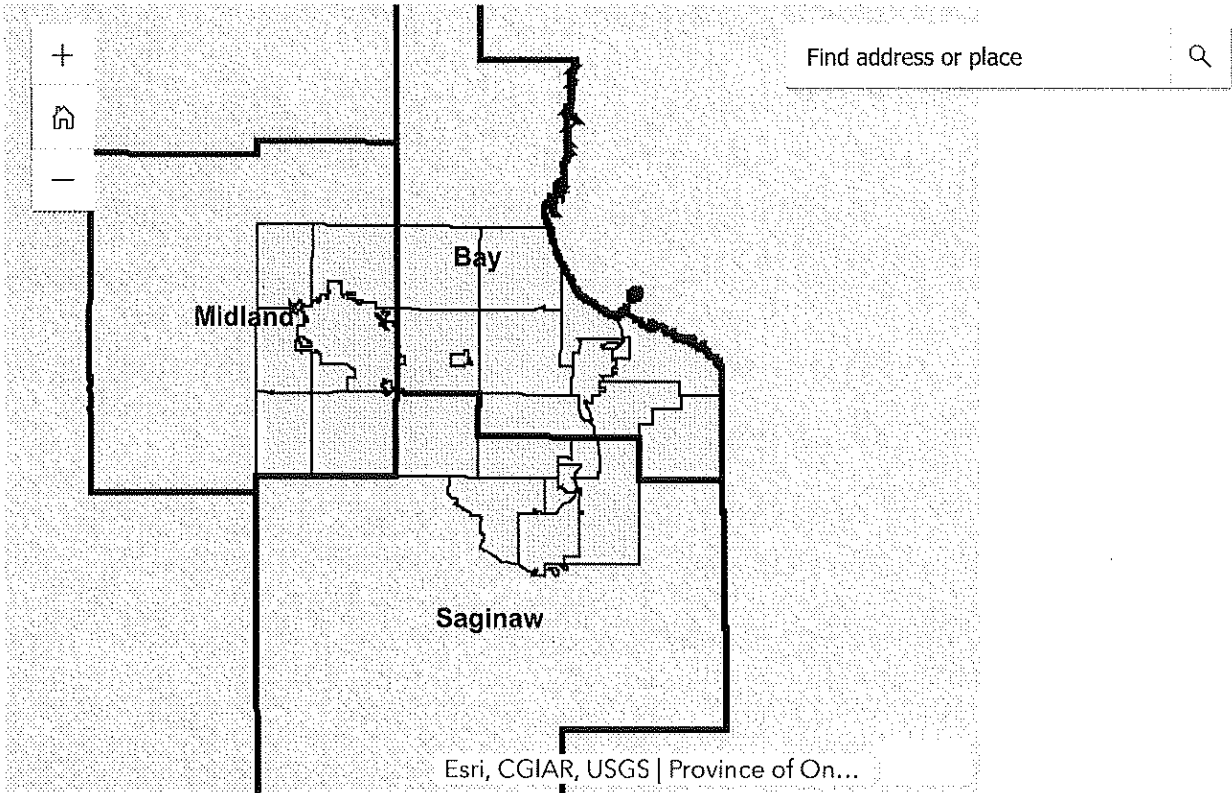 +
Find address or place
−
Bay
Midland
Saginaw
Esri, CGIAR, USGS | Province of On...